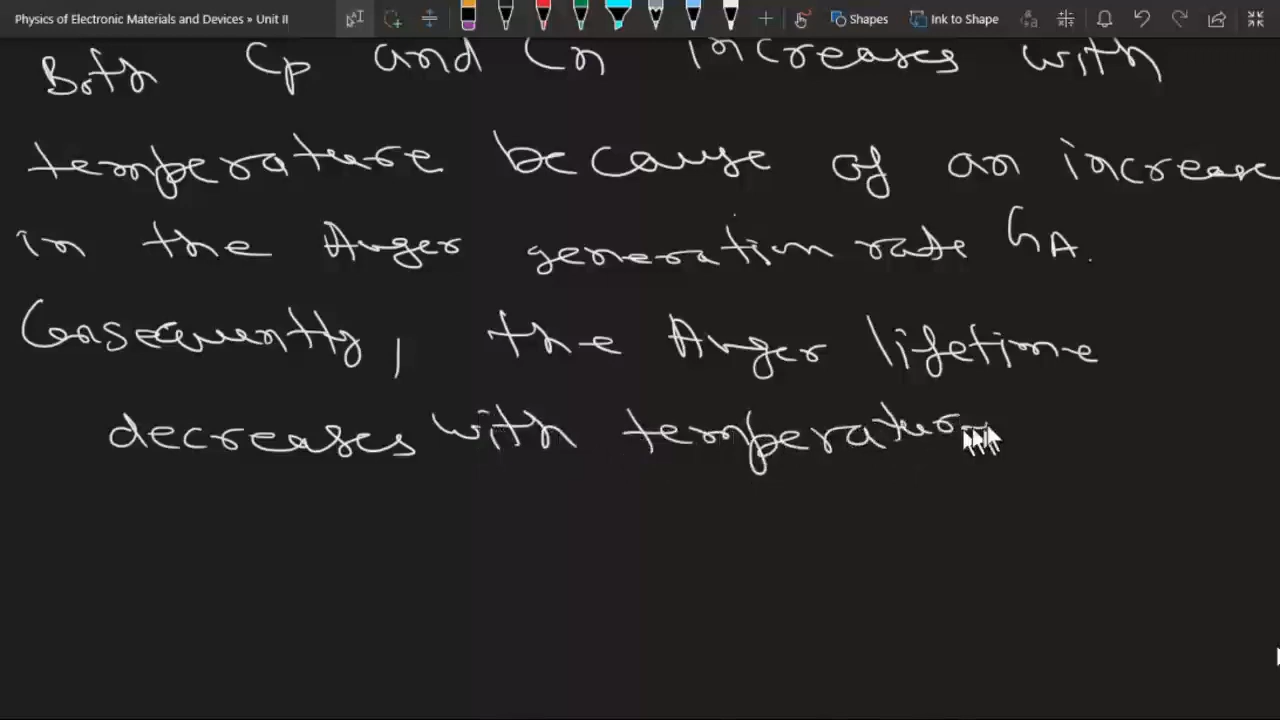 Physics of Electronic Materials and Devices » Unit II
Shapes
Ink to Shape
Both Cp and Cn increases with
temperature because of an increase
in the Auger generation rate GA.
Consequently, the Auger lifetime
decreases with temperature